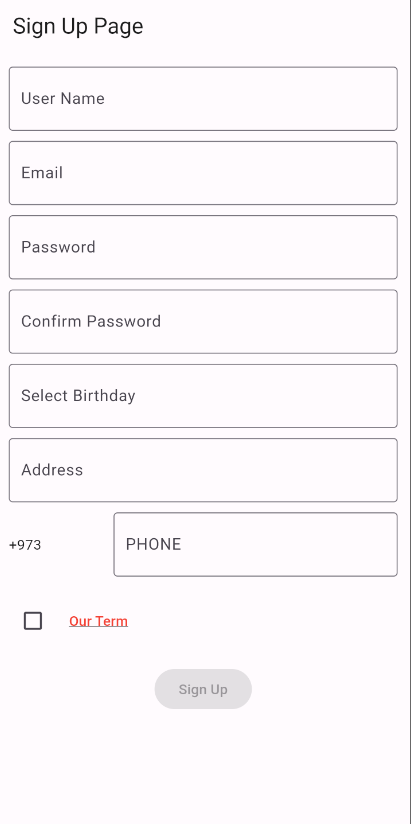 Sign Up Page
User Name
Email
Password
Confirm Password
Select Birthday
Address
+973 PHONE
Our Term
Sign Up